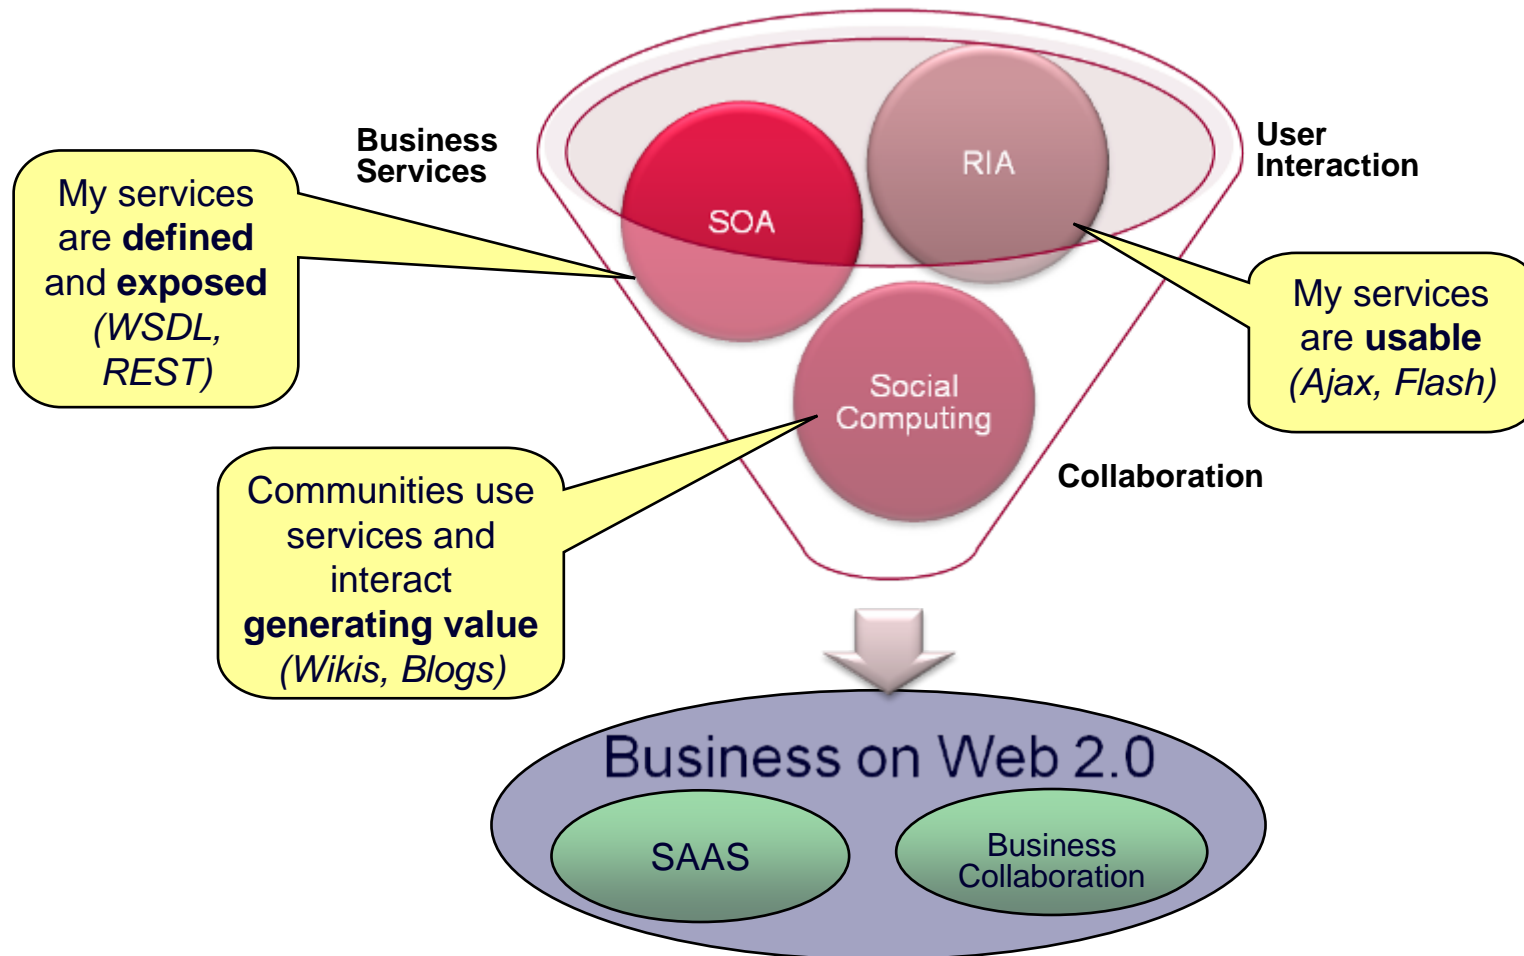 Business
Services
User
Interaction
RIA
SOA
My services
are defined
and exposed
(WSDL,
REST)
My services
are usable
(Ajax, Flash)
Social
Computing
Collaboration
Communities use
services and
interact
generating value
(Wikis, Blogs)
Business on Web 2.0
SAAS
Business
Collaboration